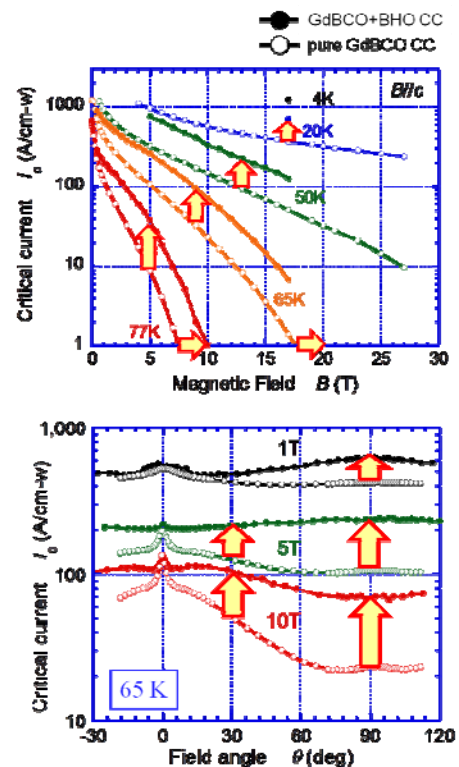 GdBCO+BHO CC
pure GdBCO CC
1000
100
10
1
Critical current I_c (A/cm-w)
B//c
4K
20K
50K
65K
77K
0 5 10 15 20 25 30
Magnetic Field B (T)
1,000
100
10
Critical current I_c (A/cm-w)
1T
5T
10T
65 K
-30 0 30 60 90 120
Field angle θ (deg)